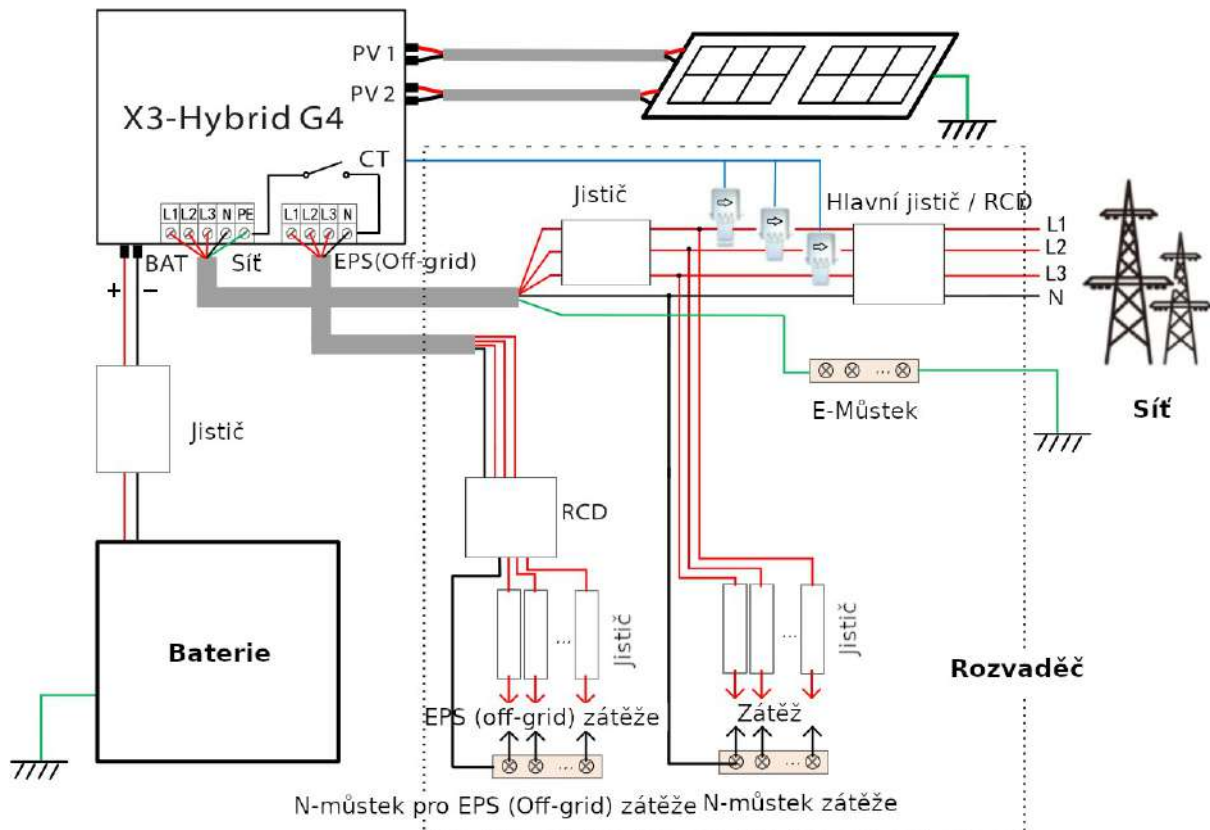 PV 1
PV 2
X3-Hybrid G4
CT
L1 L2 L3 N PE
L1 L2 L3 N
BAT
Síť
EPS(Off-grid)
+ −
Jistič
Hlavní jistič / RCD
L1
L2
L3
N
E-Můstek
Síť
Jistič
RCD
Baterie
Jistič
Jistič
...
...
...
Rozvaděč
EPS (off-grid) zátěže
Zátěž
...
...
N-můstek pro EPS (Off-grid) zátěže
N-můstek zátěže